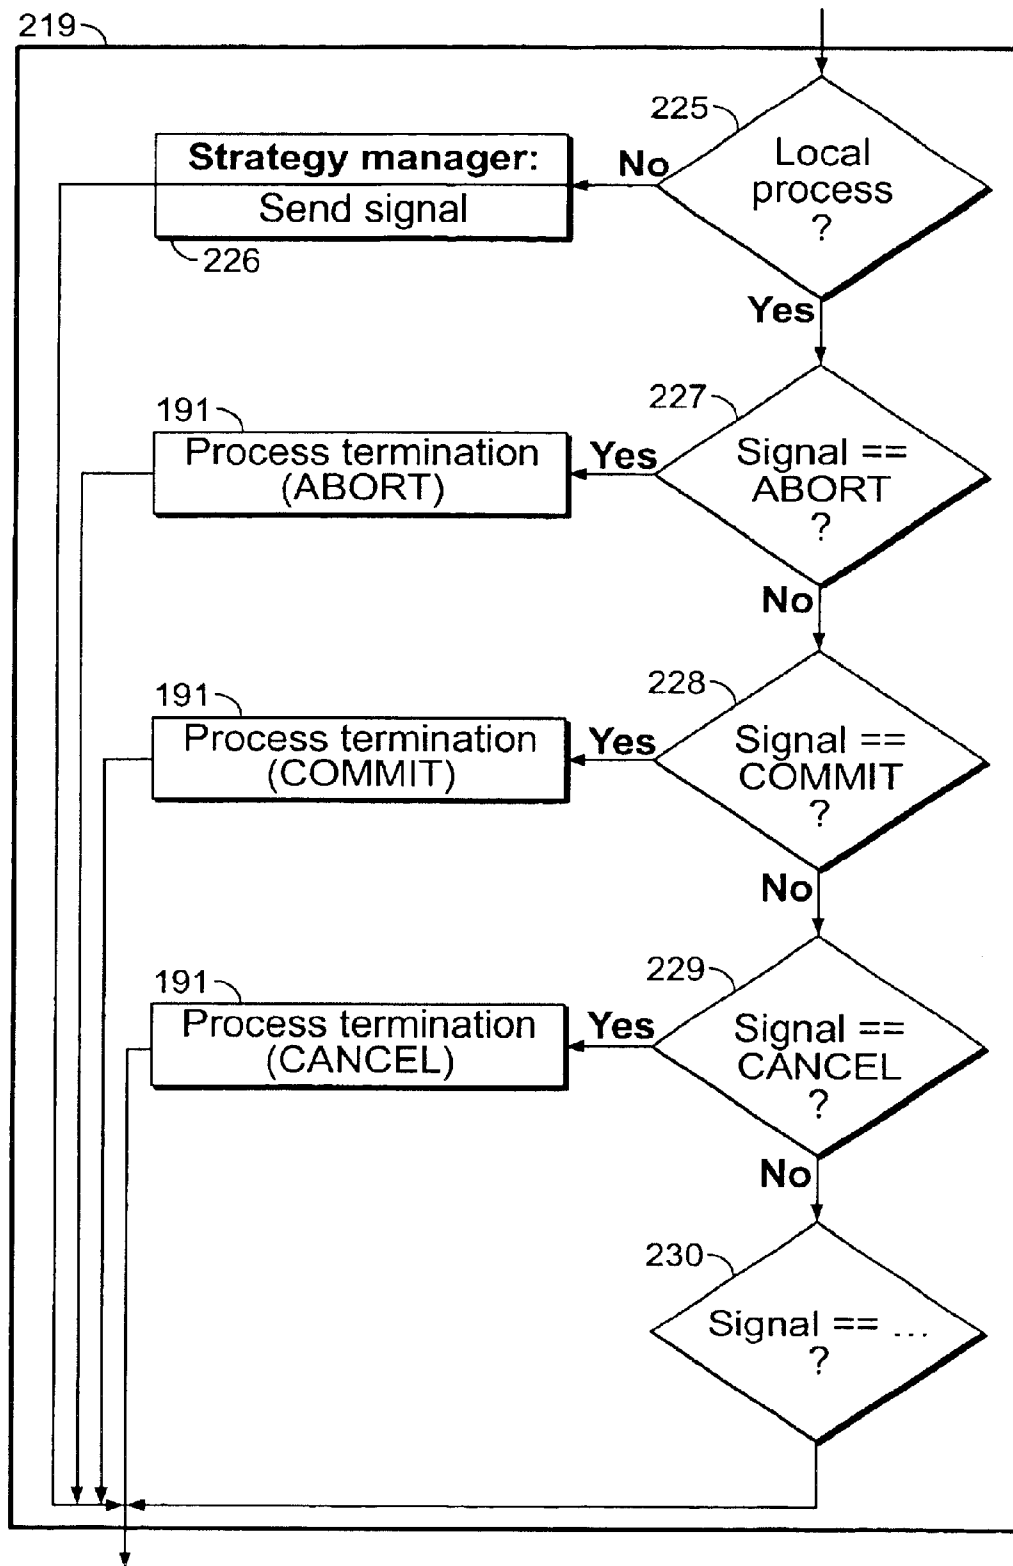 219
225
Local
process
?
No
Strategy manager:
Send signal
226
Yes
227
Signal ==
ABORT
?
Yes
191
Process termination
(ABORT)
No
228
Signal ==
COMMIT
?
Yes
191
Process termination
(COMMIT)
No
229
Signal ==
CANCEL
?
Yes
191
Process termination
(CANCEL)
No
230
Signal == ...
?